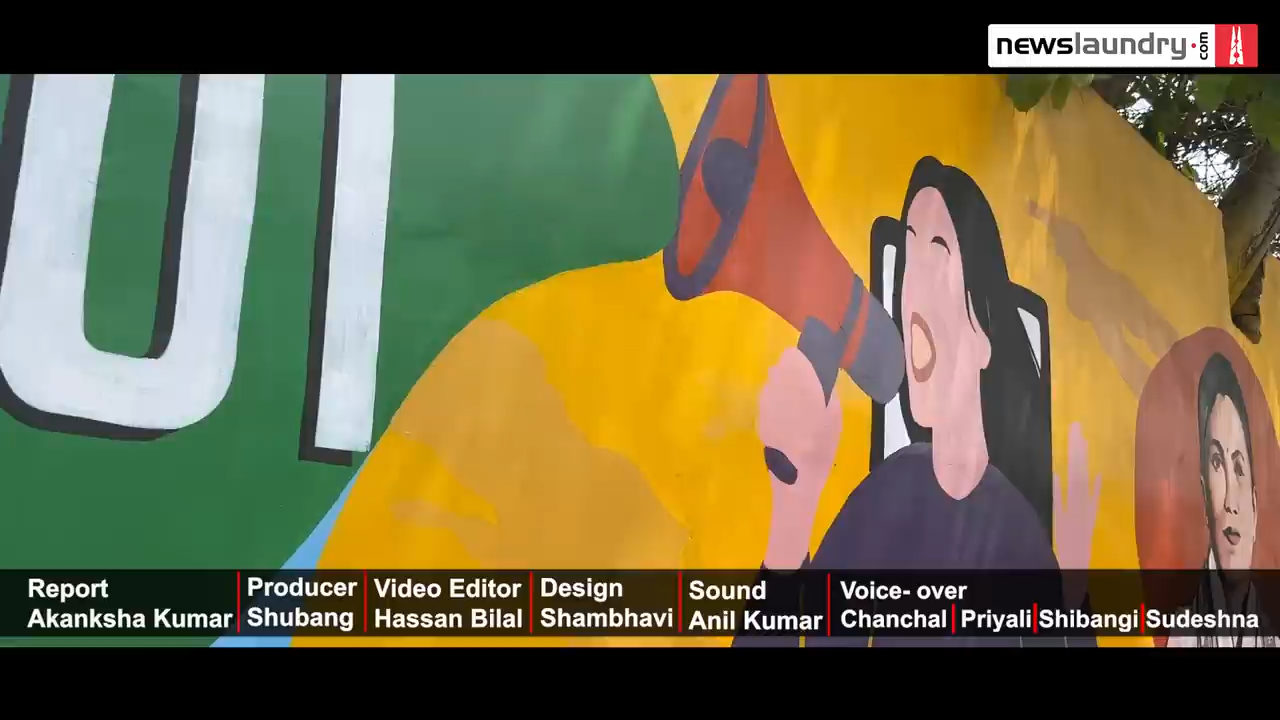 newslaundry.com
UI
Report
Akanksha Kumar
Producer
Shubang
Video Editor
Hassan Bilal
Design
Shambhavi
Sound
Anil Kumar
Voice- over
Chanchal | Priyali | Shibangi | Sudeshna